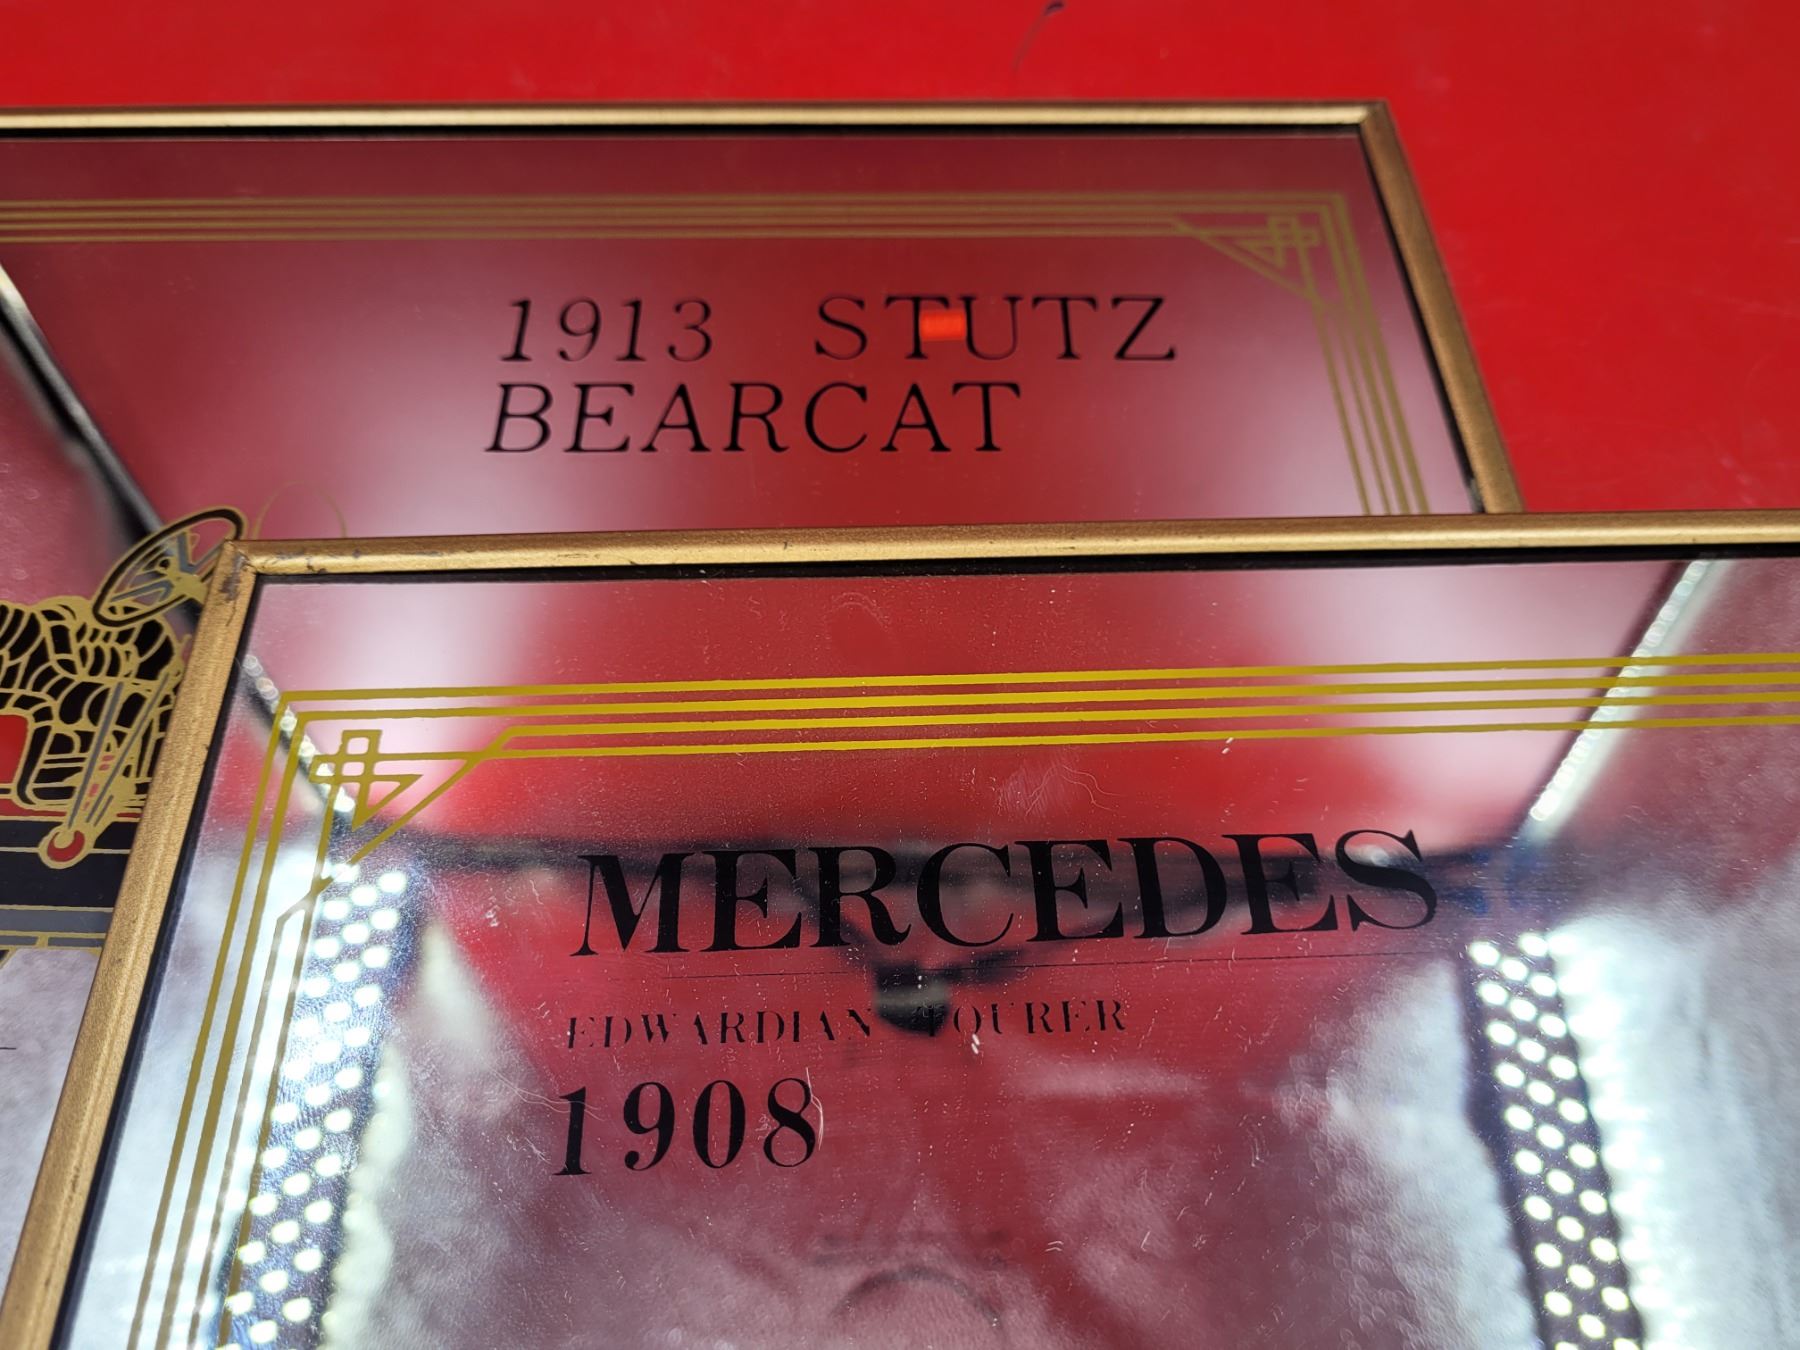 1913 STUTZ
BEARCAT
MERCEDES
EDWARDIAN TOURER
1908